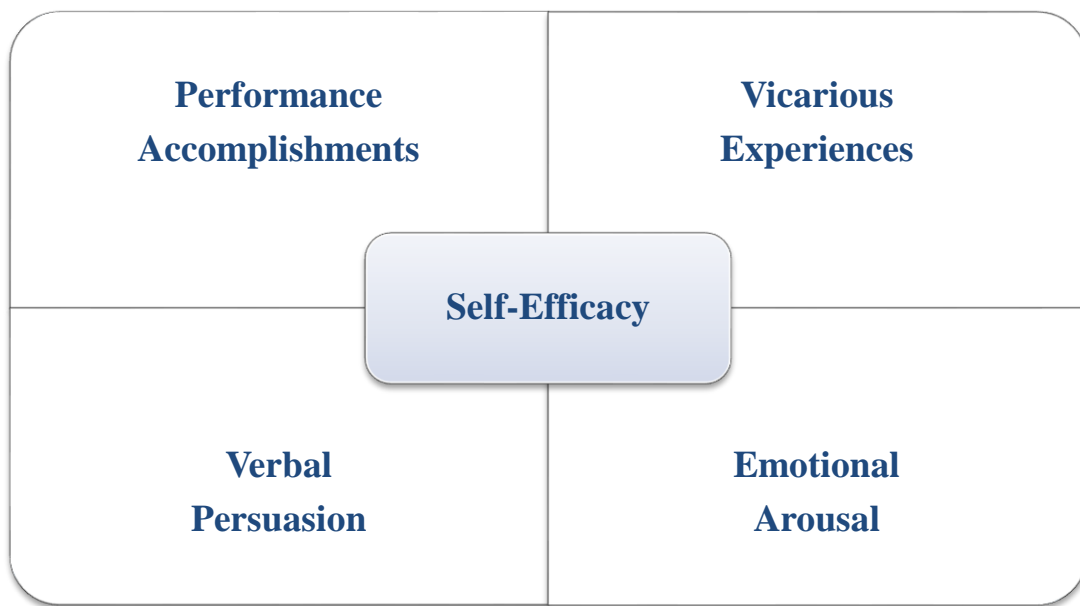 Performance
Accomplishments
Vicarious
Experiences
Self-Efficacy
Verbal
Persuasion
Emotional
Arousal